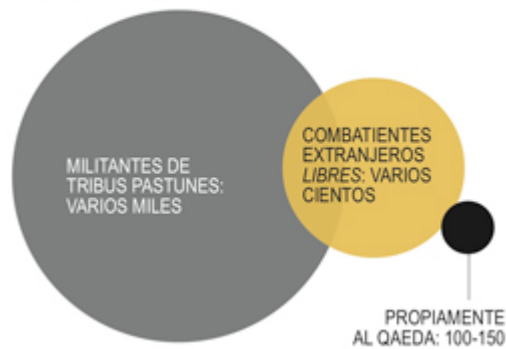 MILITANTES DE
TRIBUS PASTUNES:
VARIOS MILES
COMBATIENTES
EXTRANJEROS
LIBRES: VARIOS
CIENTOS
PROPIAMENTE
AL QAEDA: 100-150